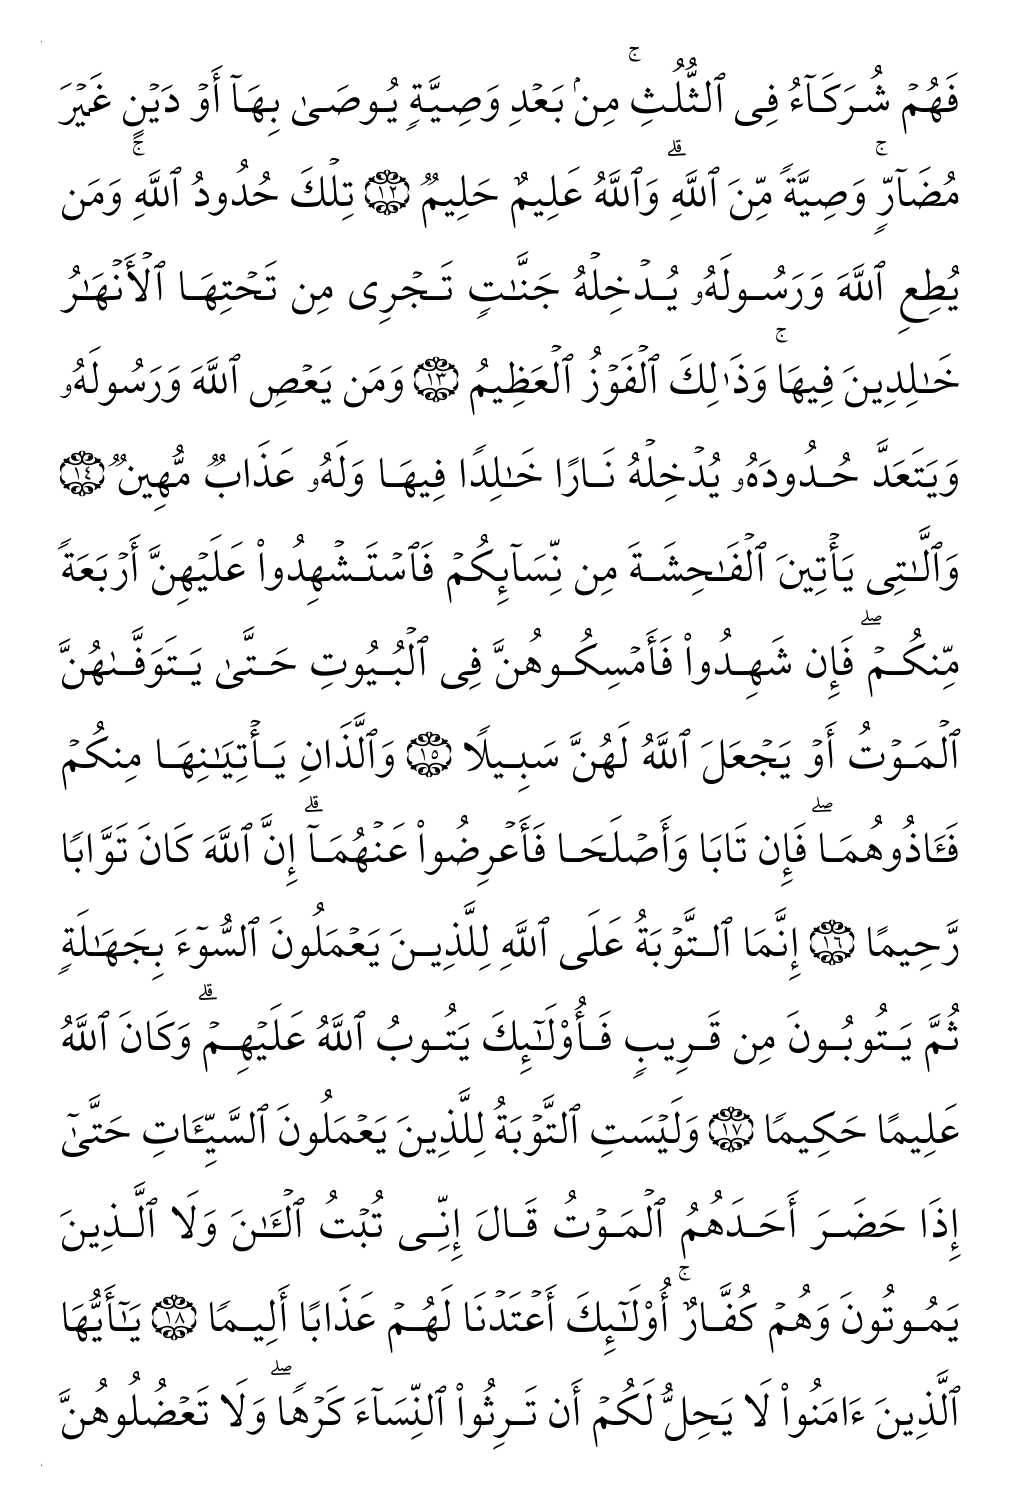 فَهُمۡ شُرَكَآءُ فِى ٱلثُّلُثِۚ مِنۢ بَعۡدِ وَصِيَّةٍ يُوصَىٰ بِهَآ أَوۡ دَيۡنٍ غَيۡرَ
مُضَآرٍّۚ وَصِيَّةً مِّنَ ٱللَّهِۗ وَٱللَّهُ عَلِيمٌ حَلِيمٌ ١٢ تِلۡكَ حُدُودُ ٱللَّهِۚ وَمَن
يُطِعِ ٱللَّهَ وَرَسُولَهُۥ يُدۡخِلۡهُ جَنَّـٰتٍ تَجۡرِى مِن تَحۡتِهَا ٱلۡأَنۡهَـٰرُ
خَـٰلِدِينَ فِيهَاۚ وَذَٰلِكَ ٱلۡفَوۡزُ ٱلۡعَظِيمُ ١٣ وَمَن يَعۡصِ ٱللَّهَ وَرَسُولَهُۥ
وَيَتَعَدَّ حُدُودَهُۥ يُدۡخِلۡهُ نَارًا خَـٰلِدًا فِيهَا وَلَهُۥ عَذَابٌ مُّهِينٌ ١٤
وَٱلَّـٰتِى يَأۡتِينَ ٱلۡفَـٰحِشَةَ مِن نِّسَآئِكُمۡ فَٱسۡتَشۡهِدُوا۟ عَلَيۡهِنَّ أَرۡبَعَةً
مِّنكُمۡۖ فَإِن شَهِدُوا۟ فَأَمۡسِكُوهُنَّ فِى ٱلۡبُيُوتِ حَتَّىٰ يَتَوَفَّىٰهُنَّ
ٱلۡمَوۡتُ أَوۡ يَجۡعَلَ ٱللَّهُ لَهُنَّ سَبِيلًا ١٥ وَٱلَّذَانِ يَأۡتِيَـٰنِهَا مِنكُمۡ
فَـَٔاذُوهُمَاۖ فَإِن تَابَا وَأَصۡلَحَا فَأَعۡرِضُوا۟ عَنۡهُمَآۗ إِنَّ ٱللَّهَ كَانَ تَوَّابًا
رَّحِيمًا ١٦ إِنَّمَا ٱلتَّوۡبَةُ عَلَى ٱللَّهِ لِلَّذِينَ يَعۡمَلُونَ ٱلسُّوٓءَ بِجَهَـٰلَةٍ
ثُمَّ يَتُوبُونَ مِن قَرِيبٍ فَأُو۟لَـٰٓئِكَ يَتُوبُ ٱللَّهُ عَلَيۡهِمۡۗ وَكَانَ ٱللَّهُ
عَلِيمًا حَكِيمًا ١٧ وَلَيۡسَتِ ٱلتَّوۡبَةُ لِلَّذِينَ يَعۡمَلُونَ ٱلسَّيِّـَٔاتِ حَتَّىٰٓ
إِذَا حَضَرَ أَحَدَهُمُ ٱلۡمَوۡتُ قَالَ إِنِّى تُبۡتُ ٱلۡـَٔـٰنَ وَلَا ٱلَّذِينَ
يَمُوتُونَ وَهُمۡ كُفَّارٌۚ أُو۟لَـٰٓئِكَ أَعۡتَدۡنَا لَهُمۡ عَذَابًا أَلِيمًا ١٨ يَـٰٓأَيُّهَا
ٱلَّذِينَ ءَامَنُوا۟ لَا يَحِلُّ لَكُمۡ أَن تَرِثُوا۟ ٱلنِّسَآءَ كَرۡهًاۖ وَلَا تَعۡضُلُوهُنَّ